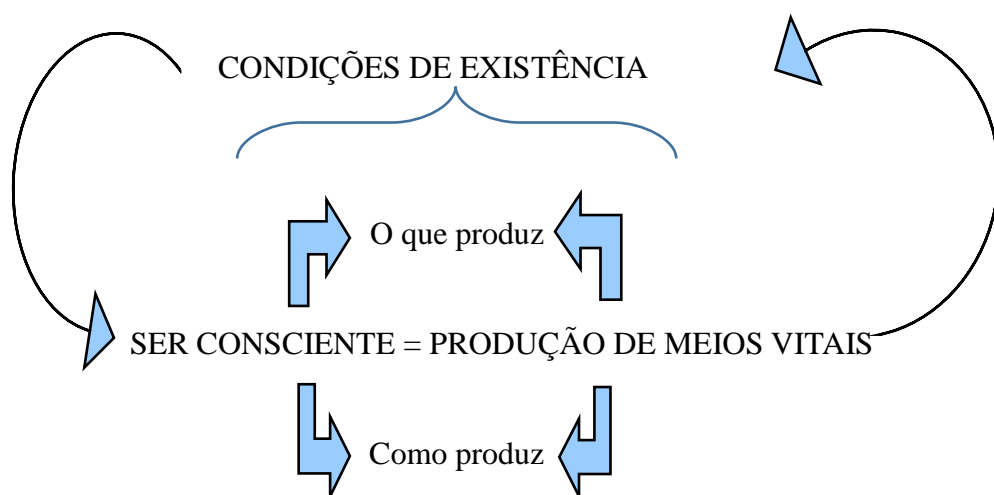 CONDIÇÕES DE EXISTÊNCIA
O que produz
SER CONSCIENTE = PRODUÇÃO DE MEIOS VITAIS
Como produz